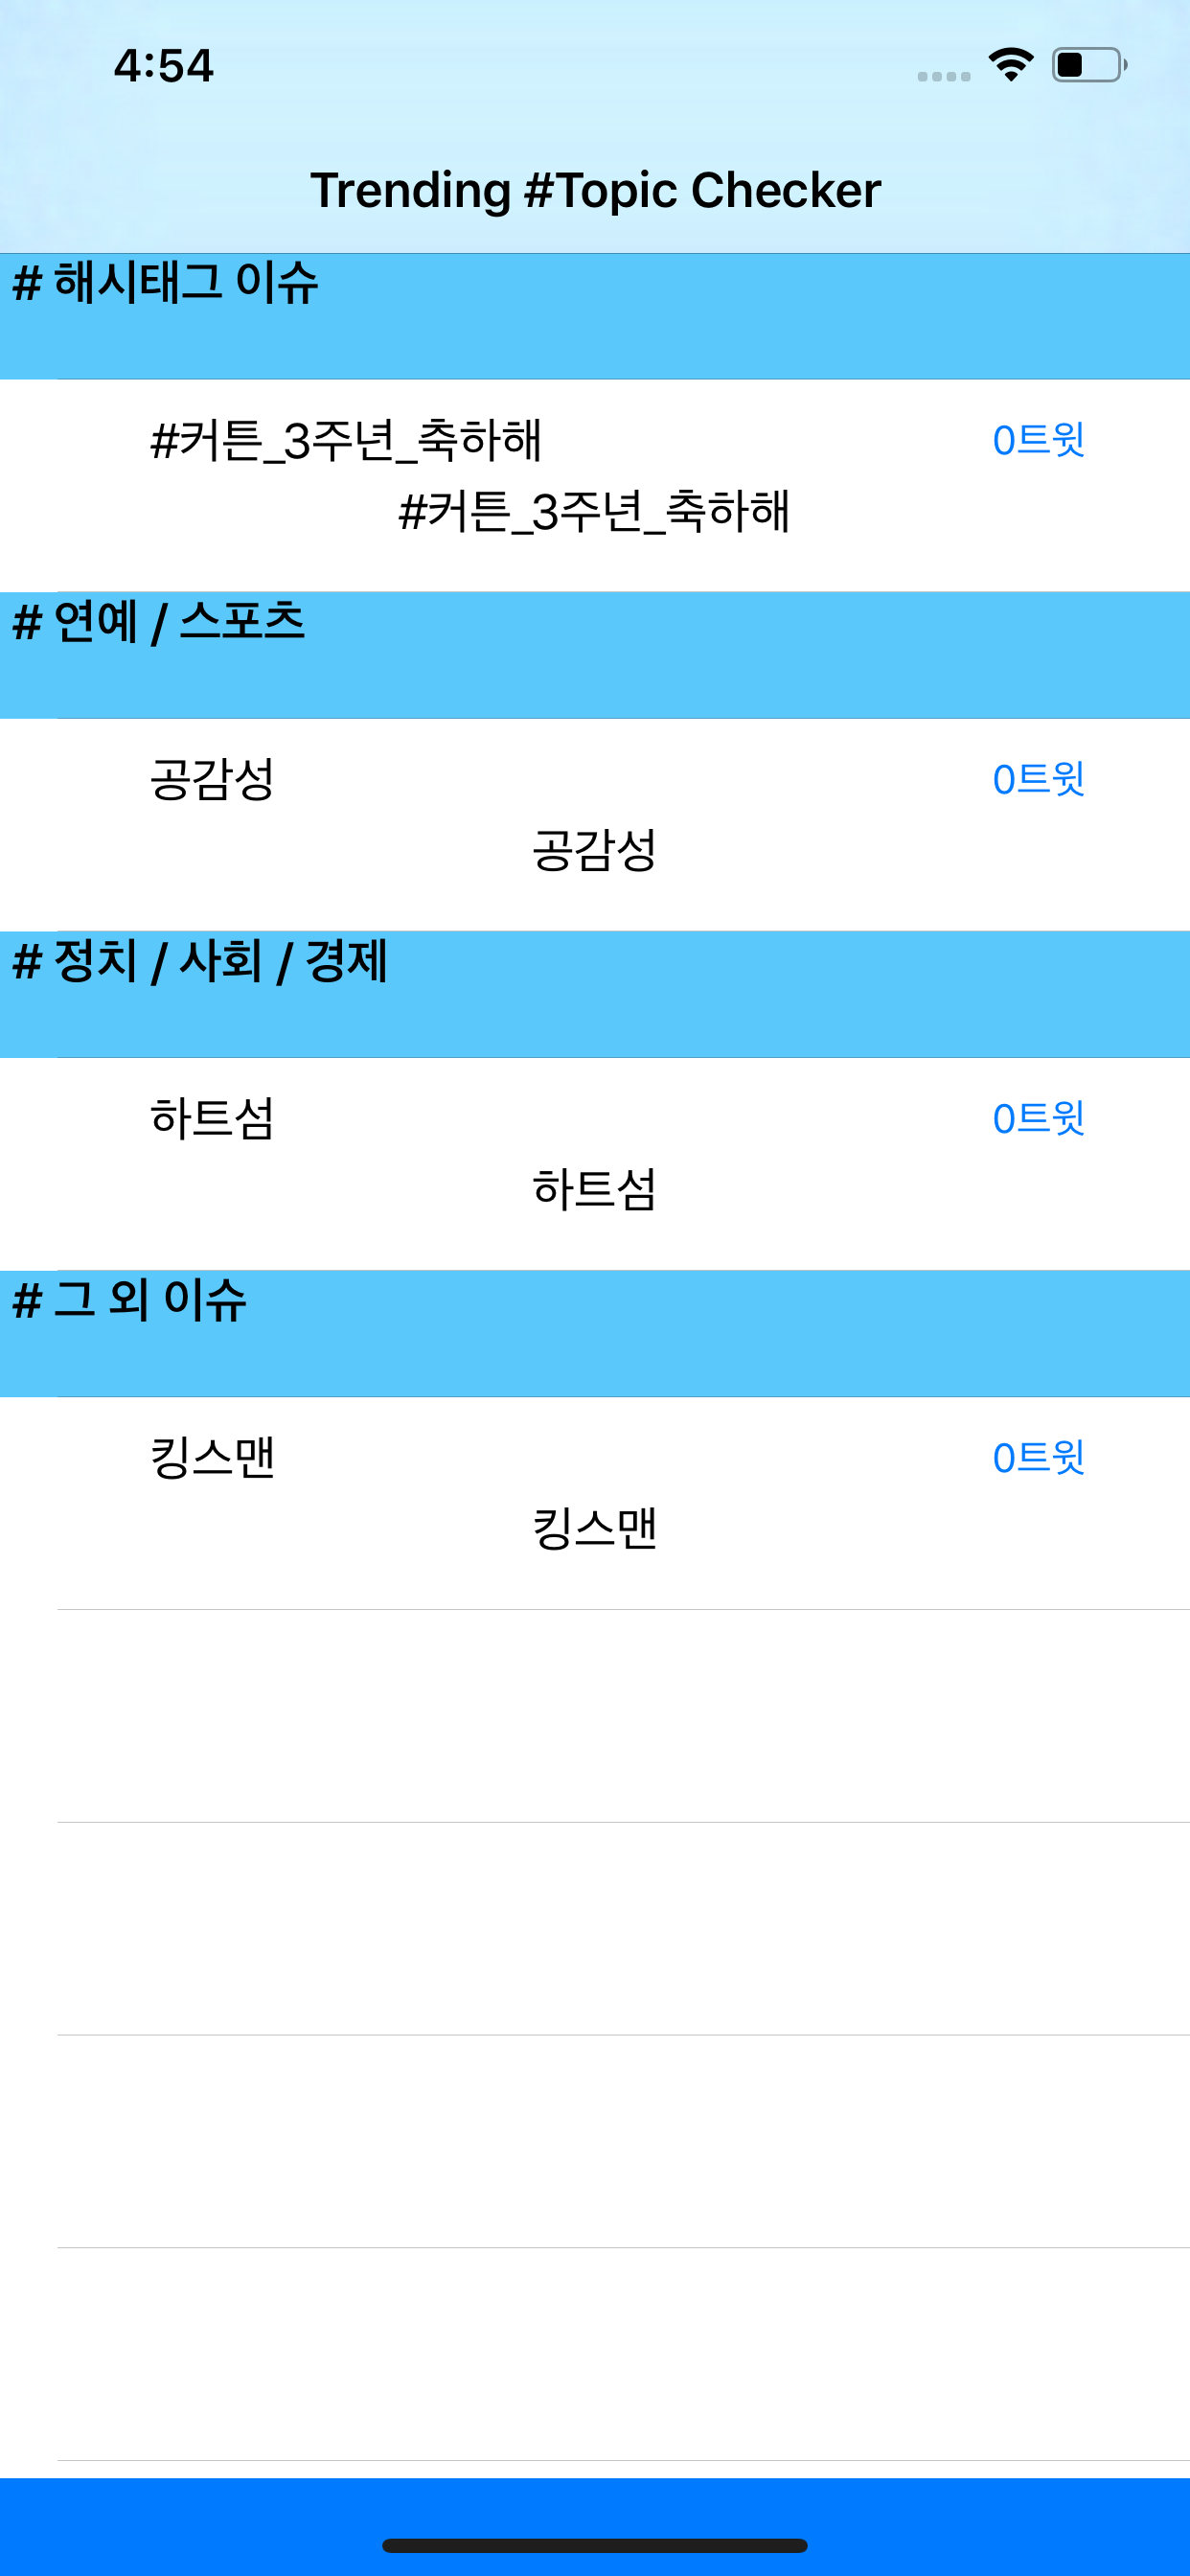 4:54
Trending #Topic Checker
# 해시태그 이슈
#커튼_3주년_축하해 0트윗
#커튼_3주년_축하해
# 연예 / 스포츠
공감성 0트윗
공감성
# 정치 / 사회 / 경제
하트섬 0트윗
하트섬
# 그 외 이슈
킹스맨 0트윗
킹스맨